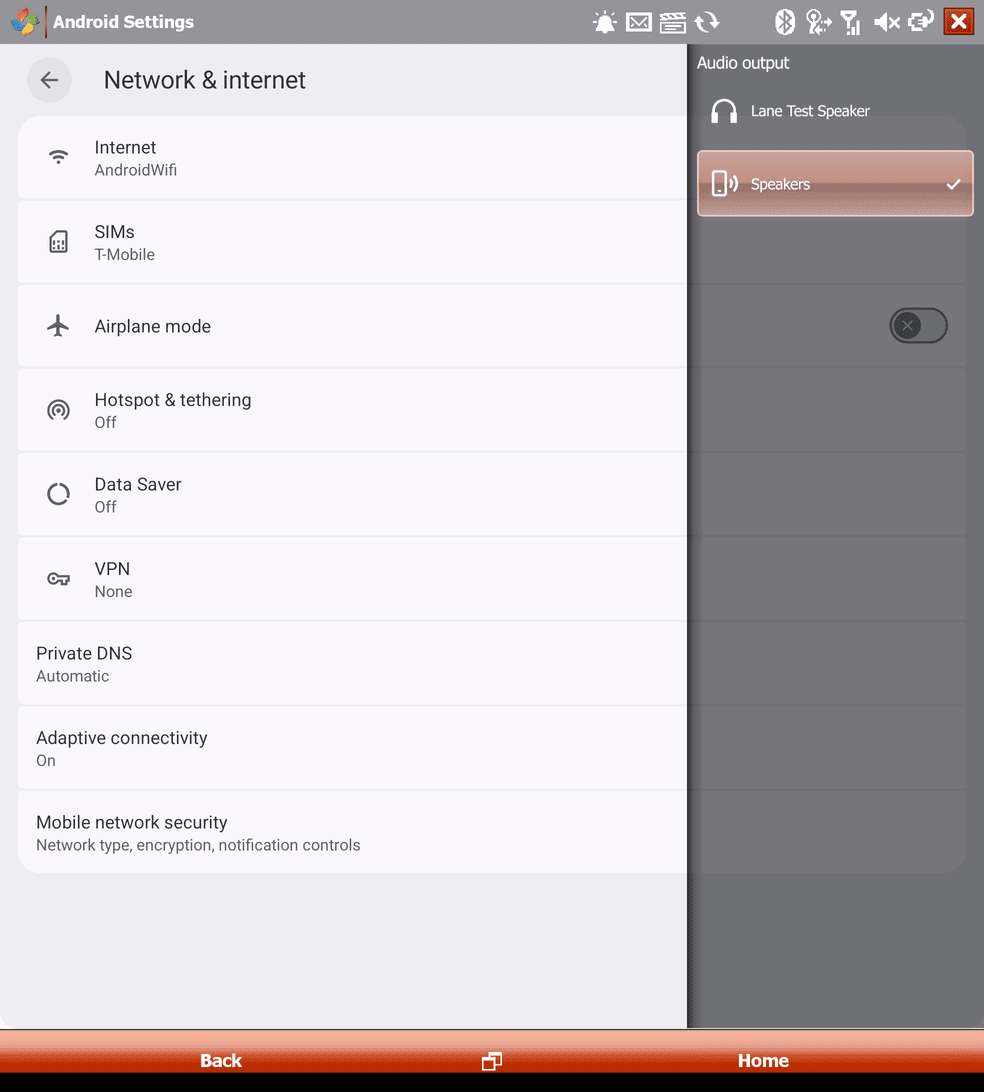 Android Settings
Network & internet
Internet
AndroidWifi
SIMs
T-Mobile
Airplane mode
Hotspot & tethering
Off
Data Saver
Off
VPN
None
Private DNS
Automatic
Adaptive connectivity
On
Mobile network security
Network type, encryption, notification controls
Audio output
Lane Test Speaker
Speakers
Back
Home